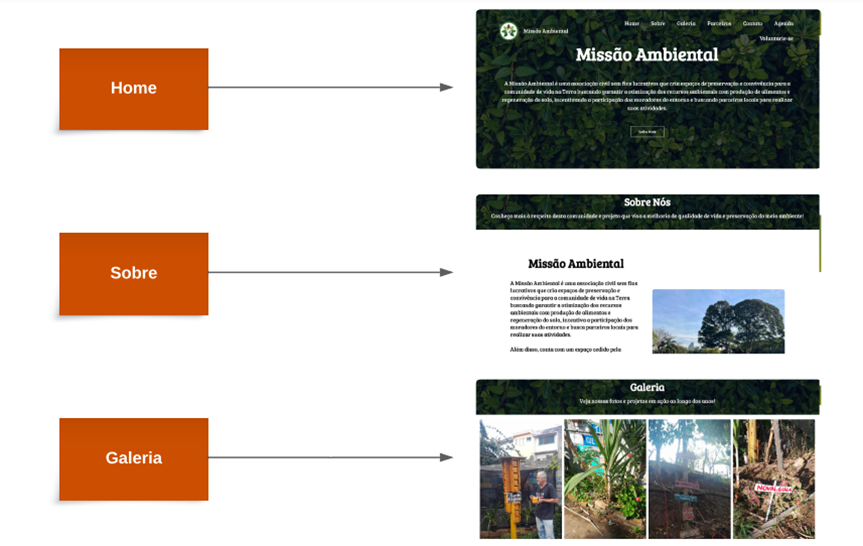 Home
Missão Ambiental
Home Sobre Galeria Parceiros Contato Agenda
Voluntarie-se
Missão Ambiental
A Missão Ambiental é uma associação civil sem fins lucrativos que cria espaços de preservação e convivência para a
comunidade de vida na Terra buscando garantir a otimização dos recursos ambientais com produção de alimentos e
regeneração do solo, incentivando a participação dos moradores do entorno e buscando parceiros locais para realizar
suas atividades.
Sobre
Sobre Nós
Conheça mais à respeito dessa comunidade e projeto que visa a melhoria de qualidade de vida e preservação do meio ambiente!
Missão Ambiental
A Missão Ambiental é uma associação civil sem fins
lucrativos que cria espaços de preservação e
convivência para a comunidade de vida na Terra
buscando garantir a otimização dos recursos
ambientais com produção de alimentos e
regeneração do solo, incentiva a participação dos
moradores do entorno e busca parceiros locais para
realizar suas atividades.
Além disso, conta com um espaço cedido pela
Galeria
Galeria
Veja nossas fotos e projetos em ação ao longo dos anos!